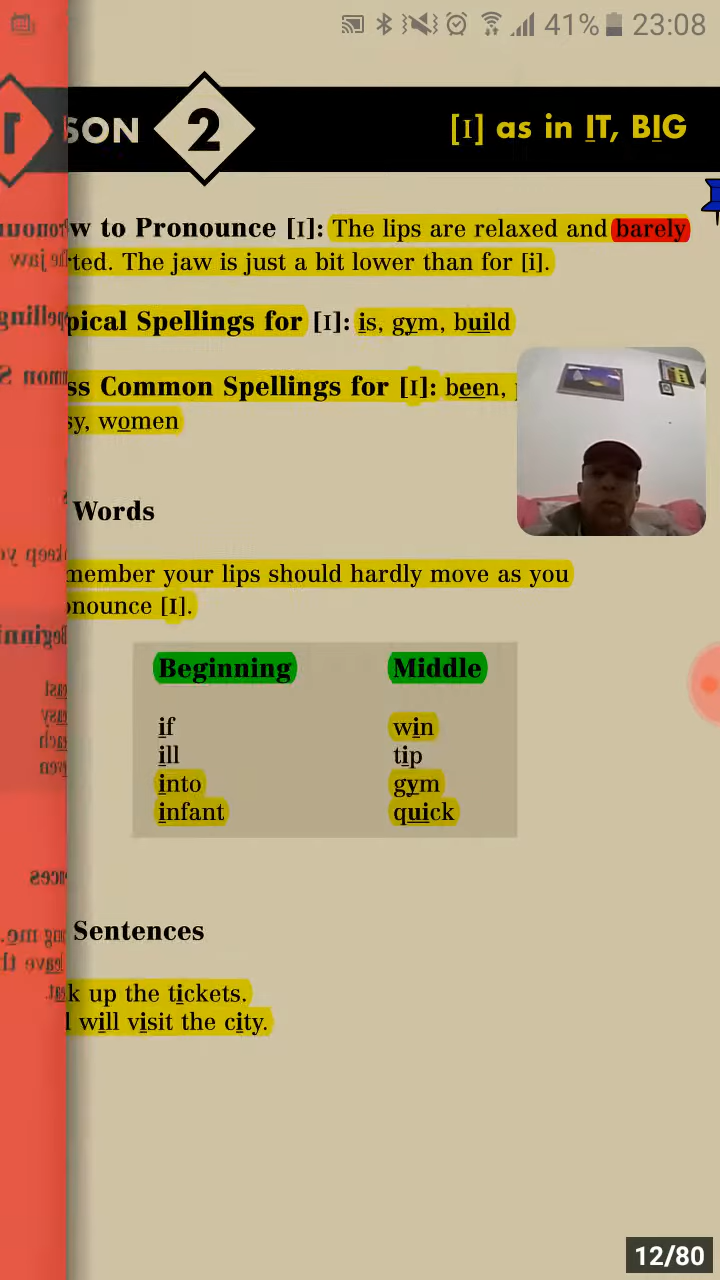 41% 23:08
SON 2 [I] as in IT, BIG
w to Pronounce [I]: The lips are relaxed and barely
rted. The jaw is just a bit lower than for [i].
pical Spellings for [I]: is, gym, build
ss Common Spellings for [I]: been,
sy, women
Words
member your lips should hardly move as you
onounce [I].
Beginning Middle
if win
ill tip
into gym
infant quick
Sentences
k up the tickets.
l will visit the city.
12/80